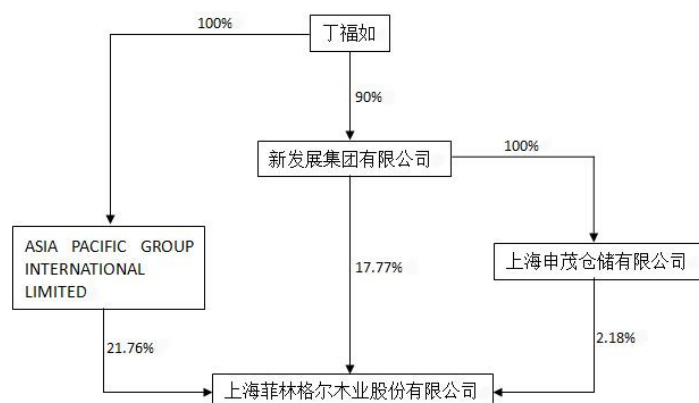 100%
丁福如
90%
新发展集团有限公司
100%
ASIA PACIFIC GROUP
INTERNATIONAL
LIMITED
17.77%
上海申茂仓储有限公司
21.76%
2.18%
上海菲林格尔木业股份有限公司